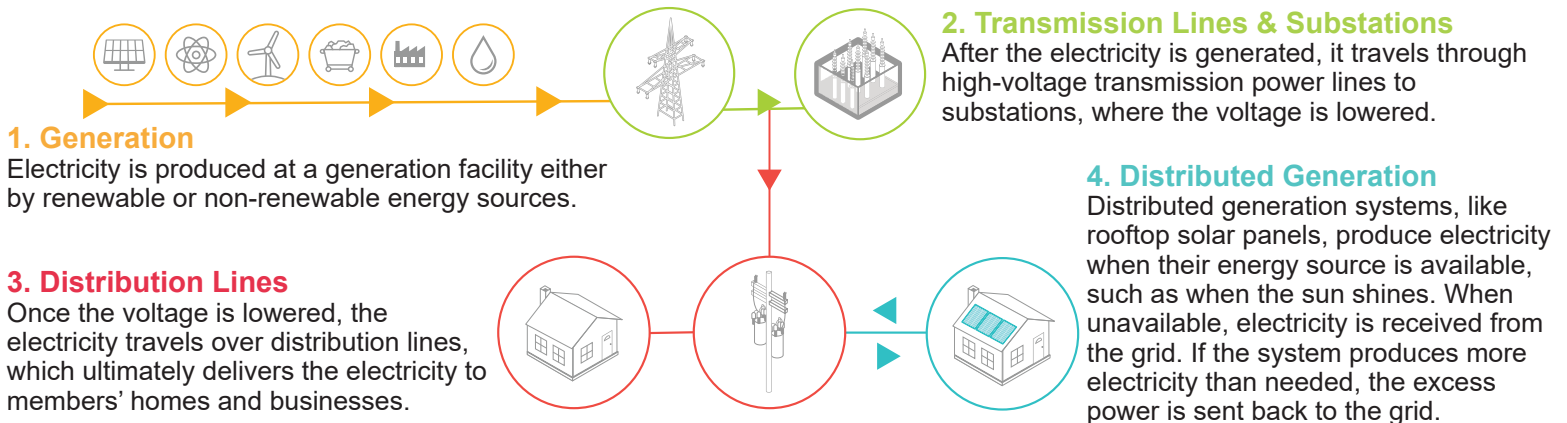 1. Generation
Electricity is produced at a generation facility either
by renewable or non-renewable energy sources.
2. Transmission Lines & Substations
After the electricity is generated, it travels through
high-voltage transmission power lines to
substations, where the voltage is lowered.
3. Distribution Lines
Once the voltage is lowered, the
electricity travels over distribution lines,
which ultimately delivers the electricity to
members’ homes and businesses.
4. Distributed Generation
Distributed generation systems, like
rooftop solar panels, produce electricity
when their energy source is available,
such as when the sun shines. When
unavailable, electricity is received from
the grid. If the system produces more
electricity than needed, the excess
power is sent back to the grid.